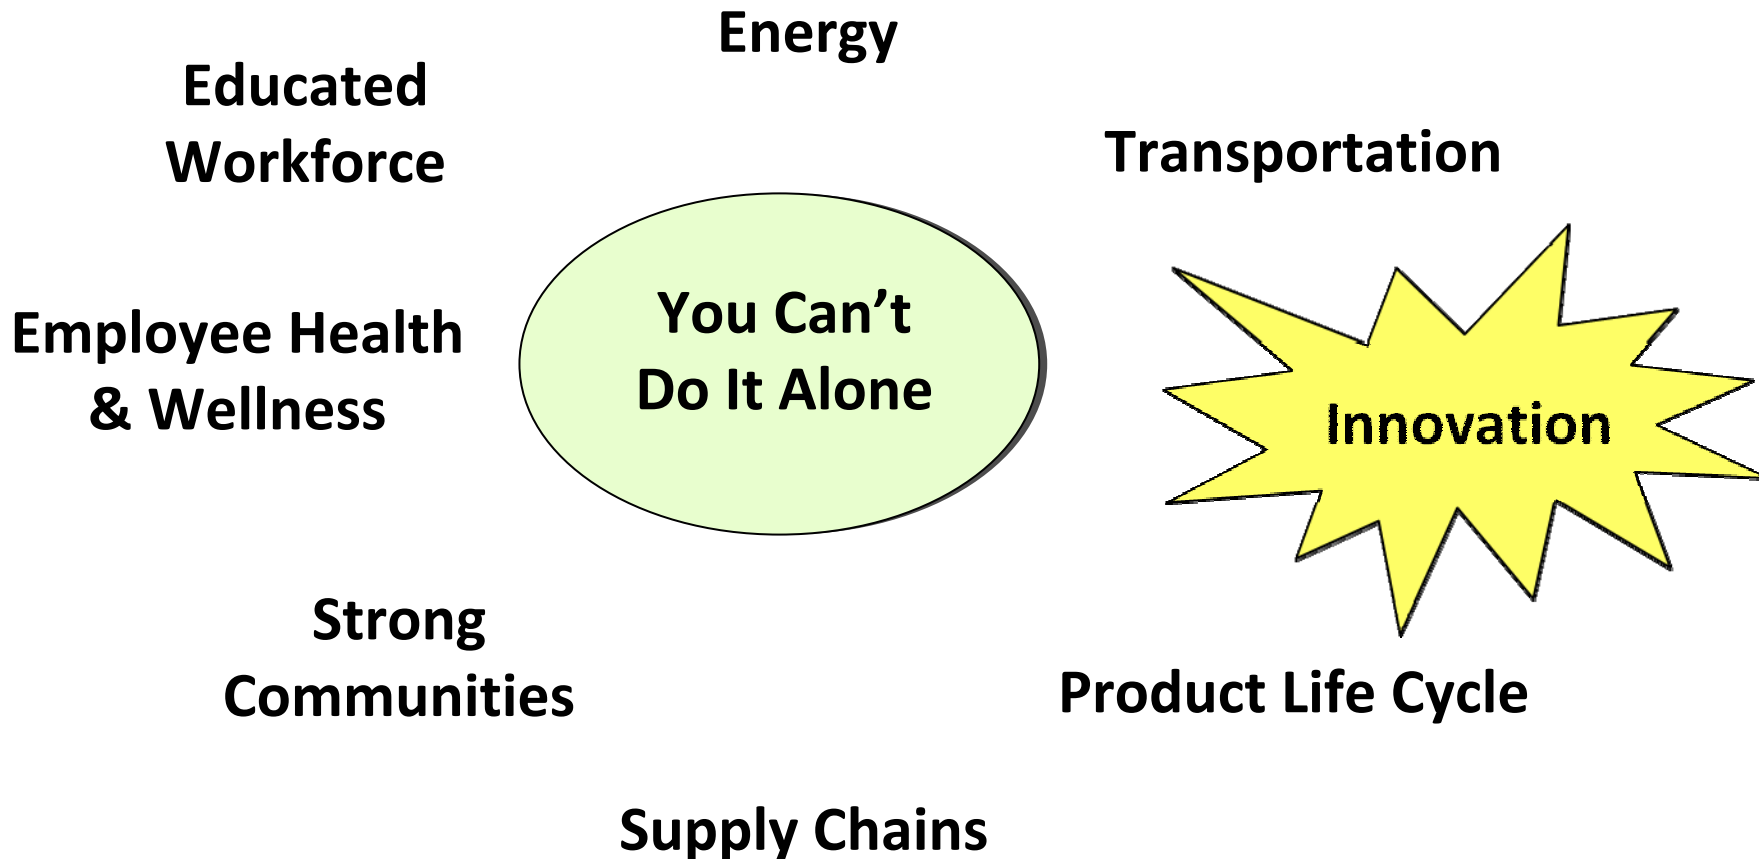 Energy
Educated
Workforce
Transportation
You Can’t
Do It Alone
Employee Health
& Wellness
Innovation
Strong
Communities
Product Life Cycle
Supply Chains